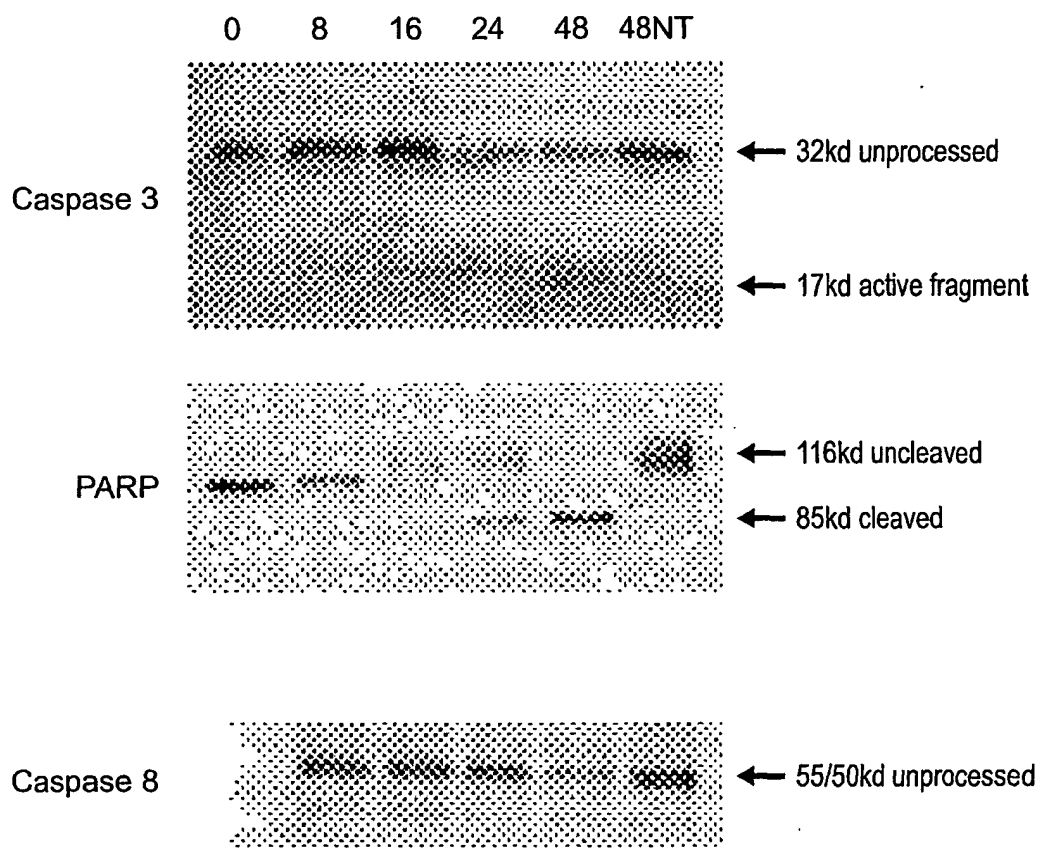 0 8 16 24 48 48NT
32kd unprocessed
Caspase 3
17kd active fragment
116kd uncleaved
PARP
85kd cleaved
Caspase 8
55/50kd unprocessed